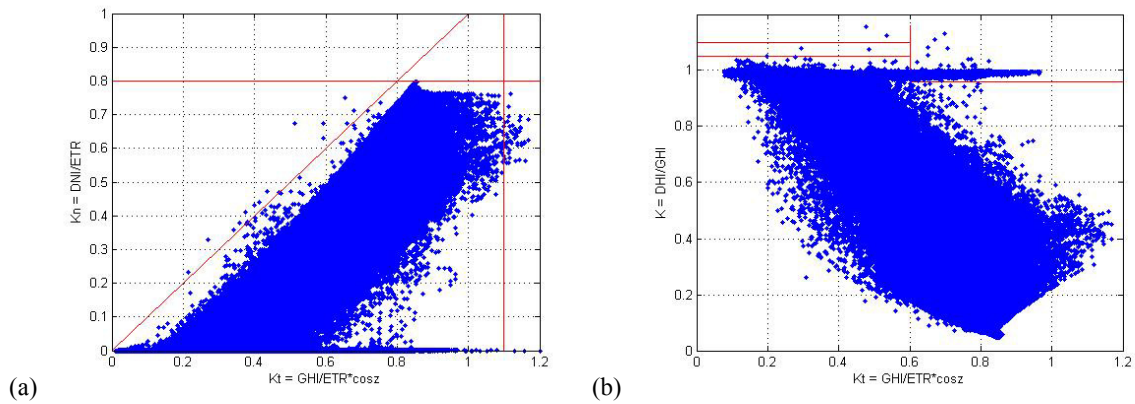 1
0.9
0.8
0.7
0.6
0.5
0.4
0.3
0.2
0.1
0
Kn = DNI/ETR
0 0.2 0.4 0.6 0.8 1 1.2
Kt = GHI/ETR*cosz
(a)
1
0.8
0.6
0.4
0.2
0
K = DHI/GHI
0 0.2 0.4 0.6 0.8 1 1.2
Kt = GHI/ETR*cosz
(b)